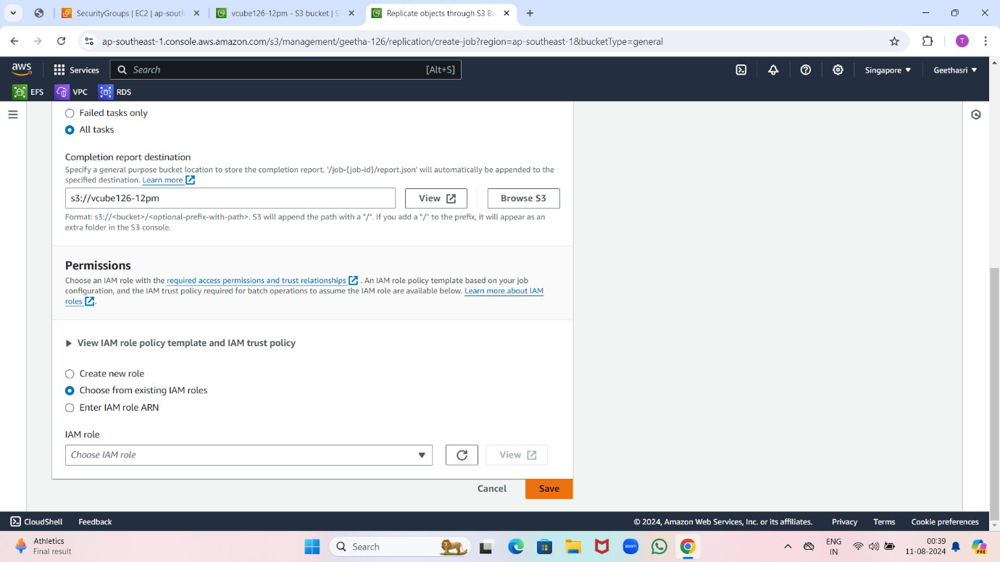 SecurityGroups | EC2 | ap-south
vcube126-12pm - S3 bucket | S
Replicate objects through S3 Ba
ap-southeast-1.console.aws.amazon.com/s3/management/geetha-126/replication/create-job?region=ap-southeast-1&bucketType=general
T
aws
Services
Search
[Alt+S]
Singapore
Geethasri
EFS
VPC
RDS
Failed tasks only
All tasks
Completion report destination
Specify a general purpose bucket location to store the completion report. '/job-{job-id}/report.json' will automatically be appended to the
specified destination. Learn more
s3://vcube126-12pm
View
Browse S3
Format: s3://<bucket>/<optional-prefix-with-path>. S3 will append the path with a "/". If you add a "/" to the prefix, it will appear as an
extra folder in the S3 console.
Permissions
Choose an IAM role with the required access permissions and trust relationships . An IAM role policy template based on your job
configuration, and the IAM trust policy required for batch operations to assume the IAM role are available below. Learn more about IAM
roles .
View IAM role policy template and IAM trust policy
Create new role
Choose from existing IAM roles
Enter IAM role ARN
IAM role
Choose IAM role
View
Cancel
Save
CloudShell
Feedback
© 2024, Amazon Web Services, Inc. or its affiliates.
Privacy
Terms
Cookie preferences
Athletics
Final result
Search
zoom
ENG
IN
00:39
11-08-2024
PRE